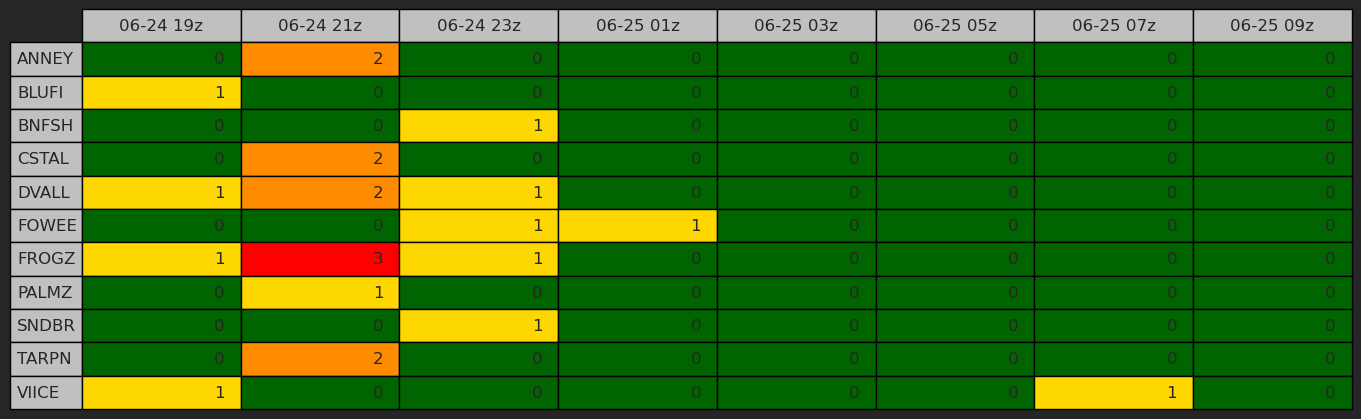 06-24 19z 06-24 21z 06-24 23z 06-25 01z 06-25 03z 06-25 05z 06-25 07z 06-25 09z
ANNEY 0 2 0 0 0 0 0 0
BLUFI 1 0 0 0 0 0 0 0
BNFSH 0 0 1 0 0 0 0 0
CSTAL 0 2 0 0 0 0 0 0
DVALL 1 2 1 0 0 0 0 0
FOWEE 0 0 1 1 0 0 0 0
FROGZ 1 3 1 0 0 0 0 0
PALMZ 0 1 0 0 0 0 0 0
SNDBR 0 0 1 0 0 0 0 0
TARPN 0 2 0 0 0 0 0 0
VIICE 1 0 0 0 0 0 1 0